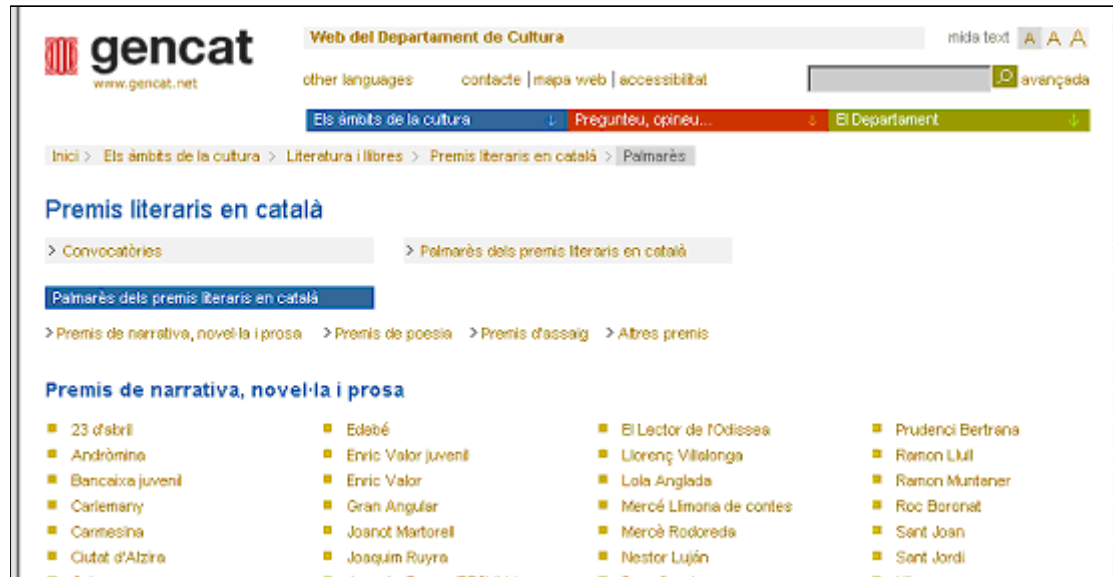 gencat
www.gencat.net
Web del Departament de Cultura
mida text A A A
other languages contacte | mapa web | accessibilitat
avançada
Els àmbits de la cultura ↓ Pregunteu, opineu... ↓ El Departament ↓
Inici > Els àmbits de la cultura > Literatura i llibres > Premis literaris en català > Palmarès
Premis literaris en català
> Convocatòries > Palmarès dels premis literaris en català
Palmarès dels premis literaris en català
> Premis de narrativa, novel·la i prosa > Premis de poesia > Premis d'assaig > Altres premis
Premis de narrativa, novel·la i prosa
23 d'abril Edebé El Lector de l'Odissea Prudenci Bertrana
Andròmina Enric Valor juvenil Llorenç Villalonga Ramon Llull
Bancaixa juvenil Enric Valor Lola Anglada Ramon Muntaner
Carlemany Gran Angular Mercé Llimona de contes Roc Boronat
Carmesina Joanot Martorell Mercè Rodoreda Sant Joan
Ciutat d'Alzira Joaquim Ruyra Nestor Luján Sant Jordi